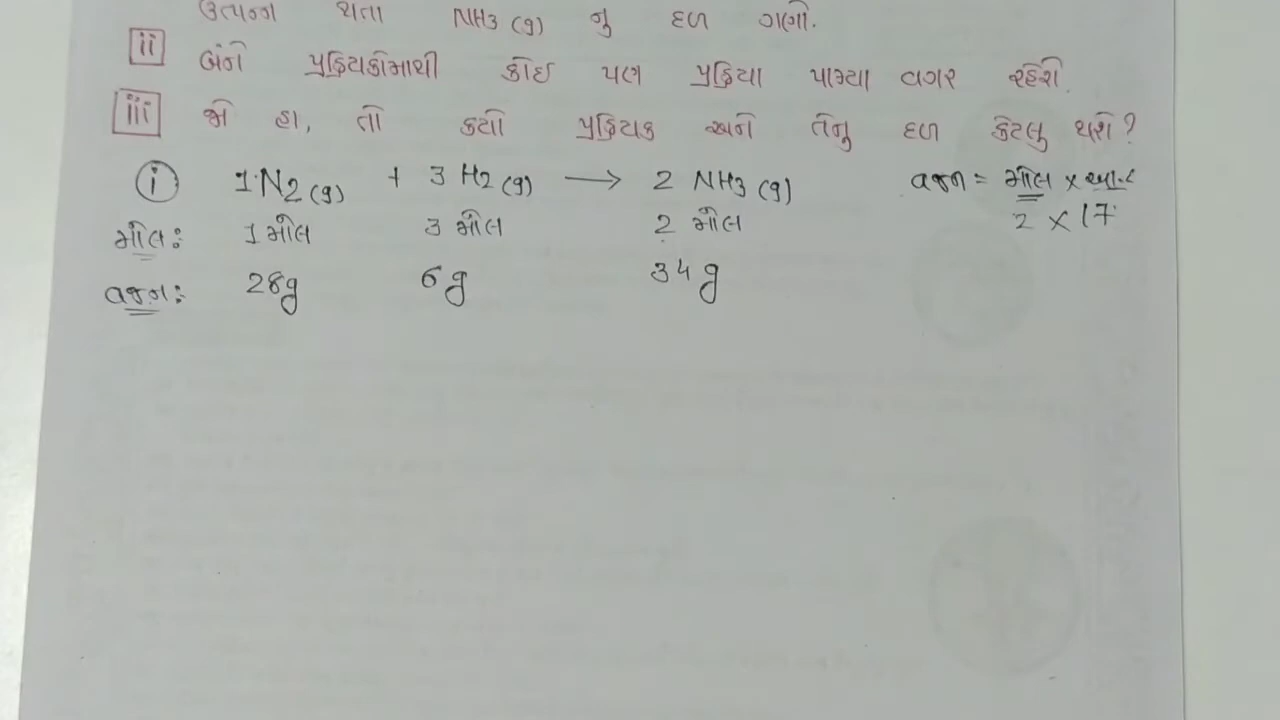 ઉત્પન્ન થતા NH3 (g) નુ દળ ગણો.
ii બંને પ્રક્રિયકોમાથી કોઈ પણ પ્રક્રિયા પામ્યા વગર રહેશે.
iii જો હા, તો કયો પ્રક્રિયક અને તેનુ દળ કેટલુ થશે?
i 1N2 (g) + 3 H2 (g) → 2 NH3 (g) વજન = મોલ ×
મોલ: 1 મોલ 3 મોલ 2 મોલ 2 × 17
વજન: 28g 6g 34g